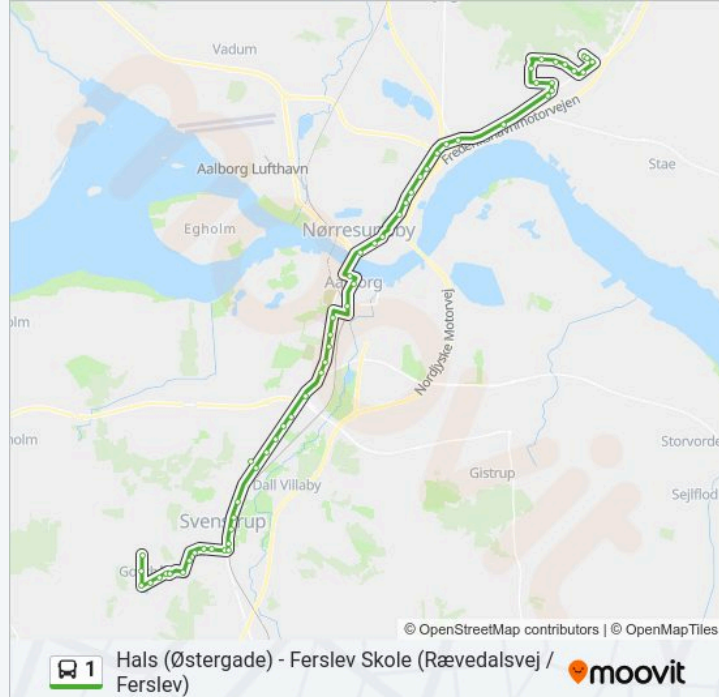 Vadum
Frederikshavnmotorvejen
Aalborg Lufthavn
Stae
Egholm
Nørresundby
Aalborg
olm
Nordjyske Motorvej
holm
Storvorde
Gistrup
Dall Villaby
Sejlflod
Svenstrup
© OpenStreetMap contributors | © OpenMapTiles
1 Hals (Østergade) - Ferslev Skole (Rævedalsvej /
Ferslev)
moovit